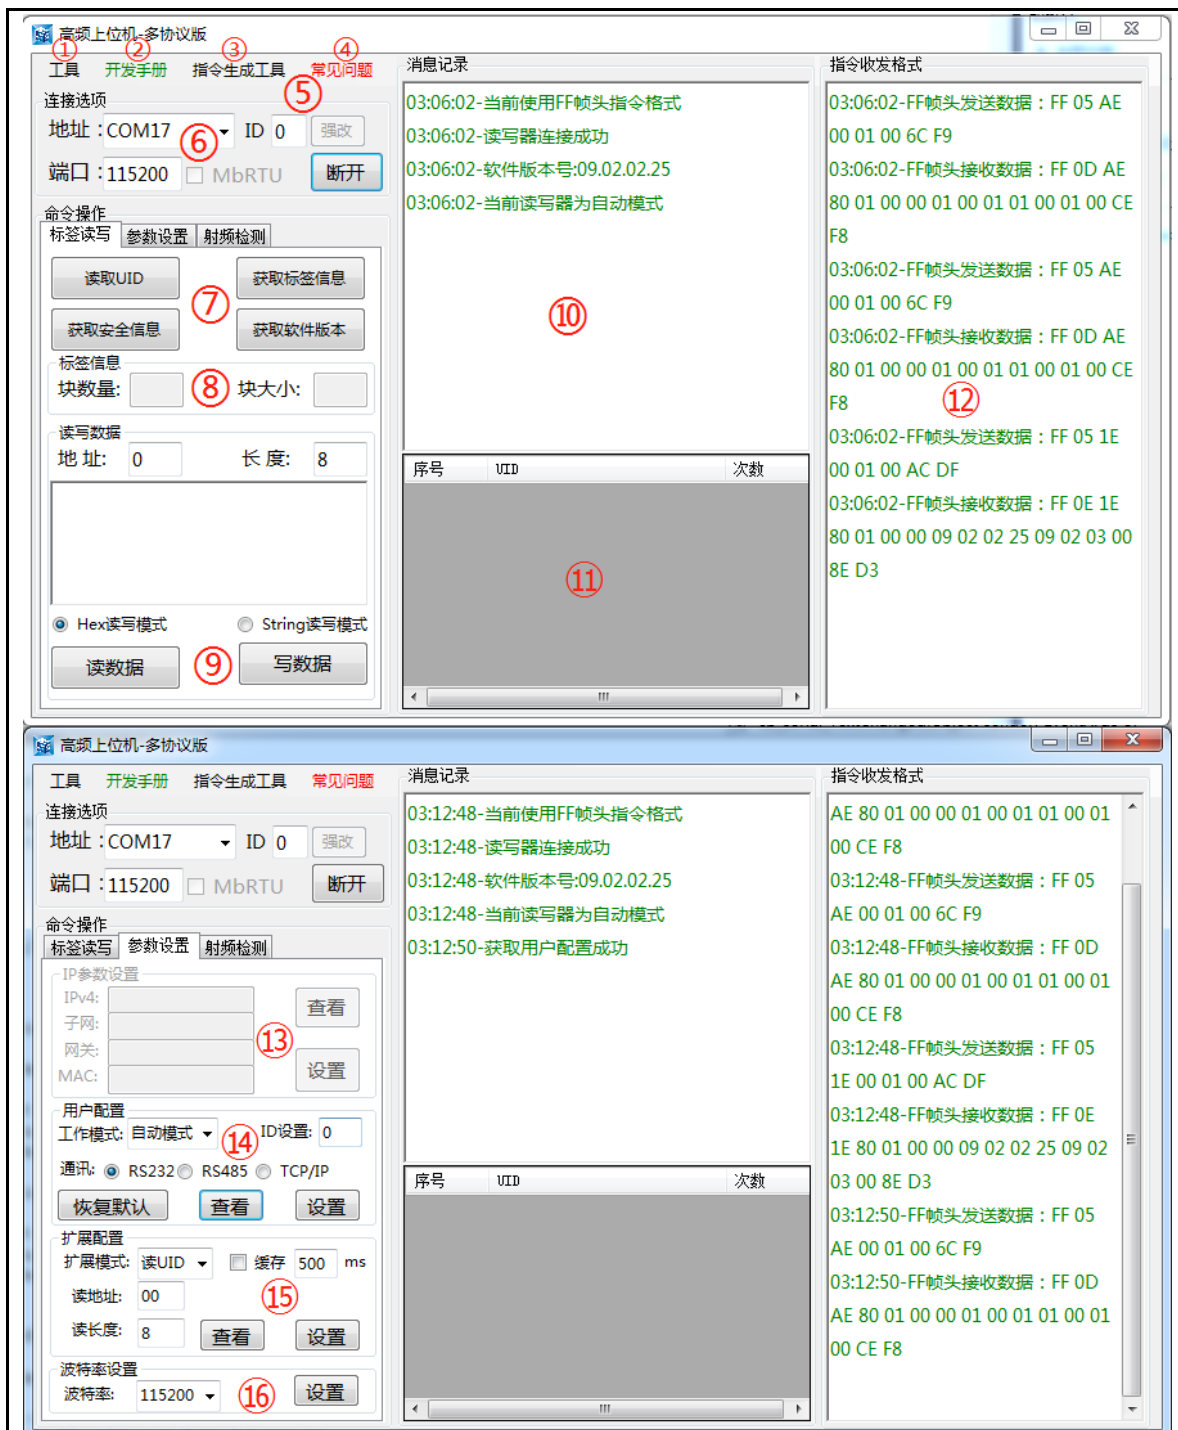 高频上位机-多协议版
① ② ③ ④
工具 开发手册 指令生成工具 常见问题
⑤
连接选项
地址：COM17 ⑥ ID 0 强改
端口：115200 MbRTU 断开
命令操作
标签读写 参数设置 射频检测
读取UID 获取标签信息
⑦
获取安全信息 获取软件版本
标签信息
块数量: ⑧ 块大小:
读写数据
地 址: 0 长 度: 8
Hex读写模式 String读写模式
读数据 ⑨ 写数据
消息记录
03:06:02-当前使用FF帧头指令格式
03:06:02-读写器连接成功
03:06:02-软件版本号:09.02.02.25
03:06:02-当前读写器为自动模式
⑩
序号 UID 次数
⑪
指令收发格式
03:06:02-FF帧头发送数据：FF 05 AE
00 01 00 6C F9
03:06:02-FF帧头接收数据：FF 0D AE
80 01 00 00 01 00 01 01 00 01 00 CE
F8
03:06:02-FF帧头发送数据：FF 05 AE
00 01 00 6C F9
03:06:02-FF帧头接收数据：FF 0D AE
80 01 00 00 01 00 01 01 00 01 00 CE
F8 ⑫
03:06:02-FF帧头发送数据：FF 05 1E
00 01 00 AC DF
03:06:02-FF帧头接收数据：FF 0E 1E
80 01 00 00 09 02 02 25 09 02 03 00
8E D3
高频上位机-多协议版
工具 开发手册 指令生成工具 常见问题
连接选项
地址：COM17 ID 0 强改
端口：115200 MbRTU 断开
命令操作
标签读写 参数设置 射频检测
IP参数设置
IPv4: 查看
子网:
⑬
网关:
MAC: 设置
用户配置
工作模式: 自动模式 ⑭ ID设置: 0
通讯: RS232 RS485 TCP/IP
恢复默认 查看 设置
扩展配置
扩展模式: 读UID 缓存 500 ms
读地址: 00 ⑮
读长度: 8 查看 设置
波特率设置
波特率: 115200 ⑯ 设置
消息记录
03:12:48-当前使用FF帧头指令格式
03:12:48-读写器连接成功
03:12:48-软件版本号:09.02.02.25
03:12:48-当前读写器为自动模式
03:12:50-获取用户配置成功
序号 UID 次数
指令收发格式
AE 80 01 00 00 01 00 01 01 00 01
00 CE F8
03:12:48-FF帧头发送数据：FF 05
AE 00 01 00 6C F9
03:12:48-FF帧头接收数据：FF 0D
AE 80 01 00 00 01 00 01 01 00 01
00 CE F8
03:12:48-FF帧头发送数据：FF 05
1E 00 01 00 AC DF
03:12:48-FF帧头接收数据：FF 0E
1E 80 01 00 00 09 02 02 25 09 02
03 00 8E D3
03:12:50-FF帧头发送数据：FF 05
AE 00 01 00 6C F9
03:12:50-FF帧头接收数据：FF 0D
AE 80 01 00 00 01 00 01 01 00 01
00 CE F8